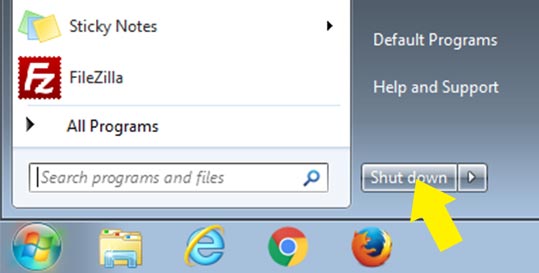 Sticky Notes
Default Programs
FileZilla
Help and Support
All Programs
Search programs and files
Shut down